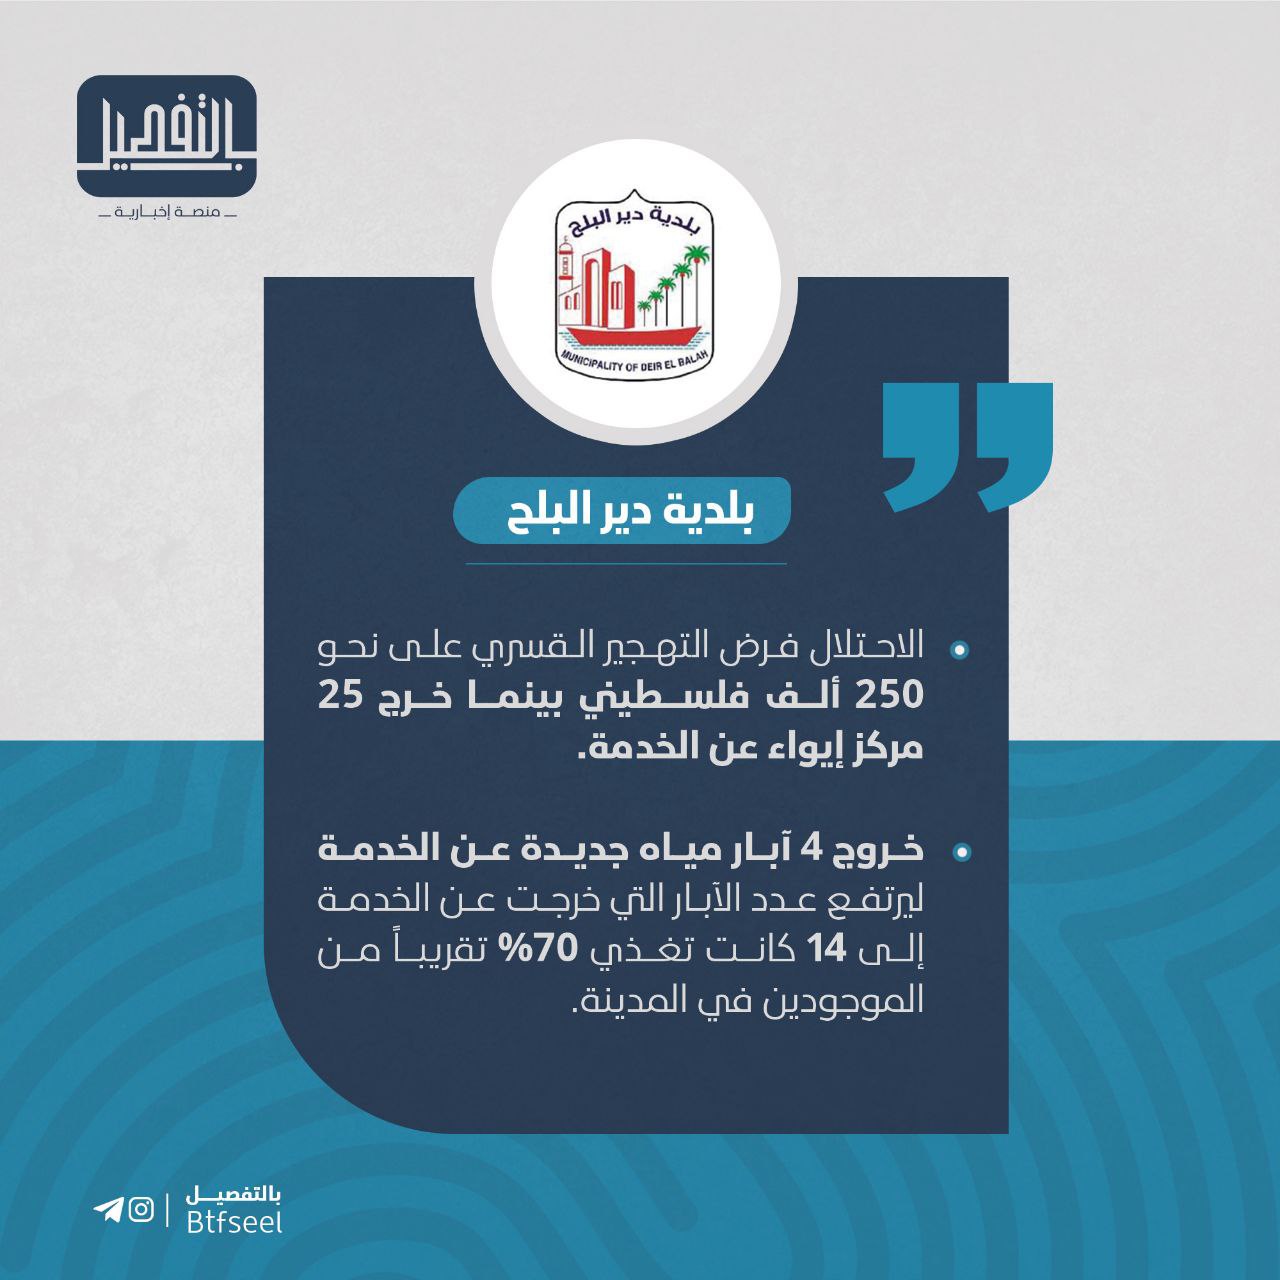 بالتفصيل
منصة إخبارية
بلدية دير البلح
MUNICIPALITY OF DEIR EL BALAH
بلدية دير البلح
الاحتلال فرض التهجير القسري على نحو
250 ألف فلسطيني بينما خرج 25
مركز إيواء عن الخدمة.
خروج 4 آبار مياه جديدة عن الخدمة
ليرتفع عدد الآبار التي خرجت عن الخدمة
إلى 14 كانت تغذي 70% تقريباً من
الموجودين في المدينة.
بالتفصيل
Btfseel